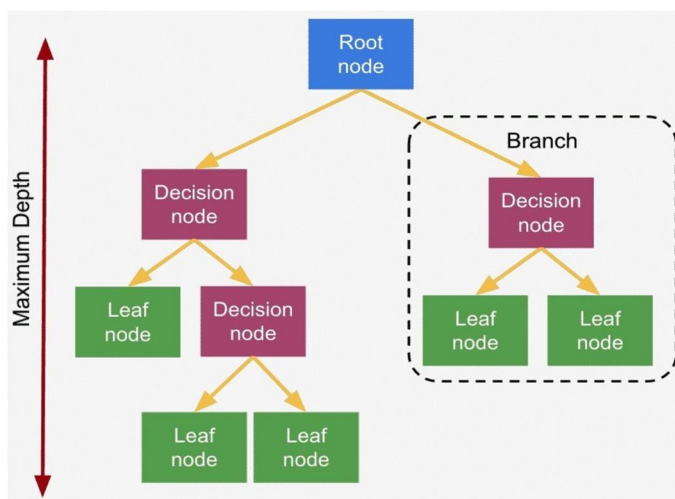 Root
node
Branch
Decision
node
Decision
node
Maximum Depth
Leaf
node
Decision
node
Leaf
node
Leaf
node
Leaf
node
Leaf
node